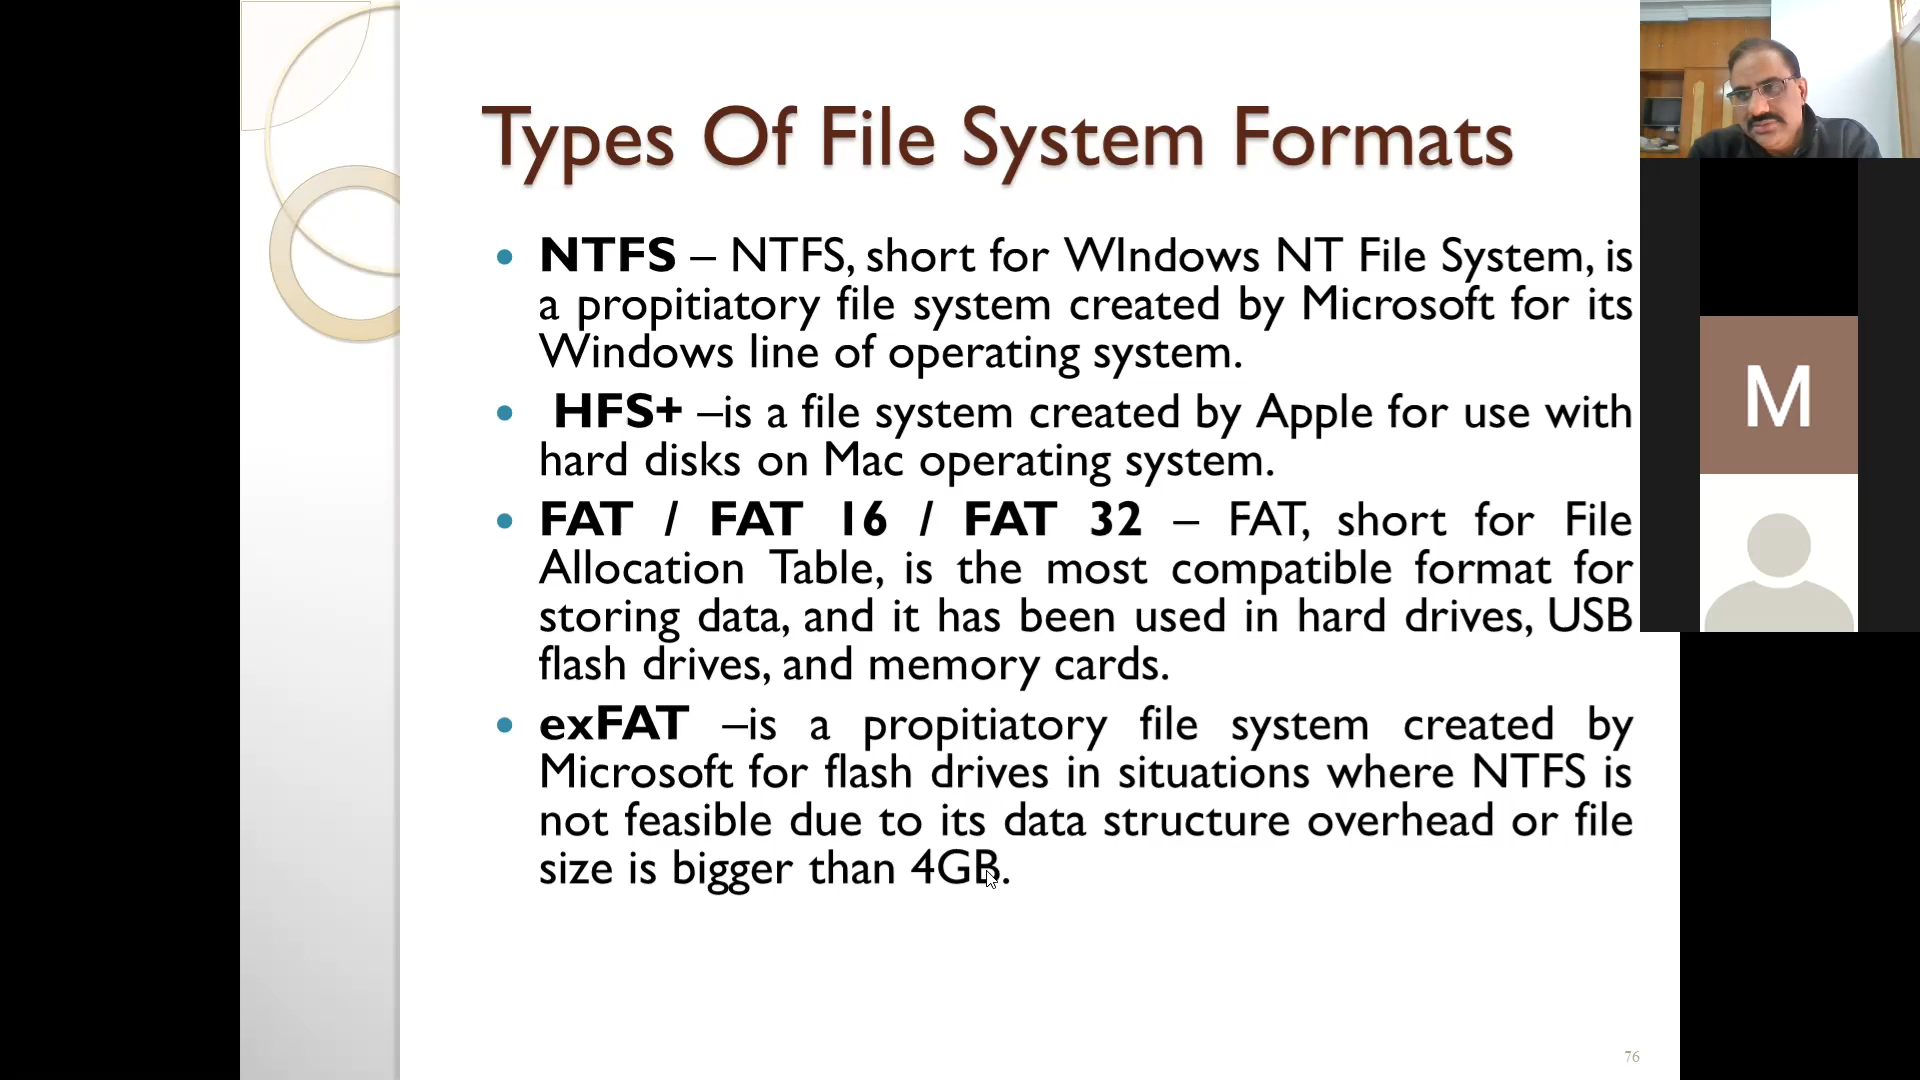 Types Of File System Formats
• NTFS – NTFS, short for WIndows NT File System, is
a propitiatory file system created by Microsoft for its
Windows line of operating system.
• HFS+ –is a file system created by Apple for use with
hard disks on Mac operating system.
• FAT / FAT 16 / FAT 32 – FAT, short for File
Allocation Table, is the most compatible format for
storing data, and it has been used in hard drives, USB
flash drives, and memory cards.
• exFAT –is a propitiatory file system created by
Microsoft for flash drives in situations where NTFS is
not feasible due to its data structure overhead or file
size is bigger than 4GB.
M
76